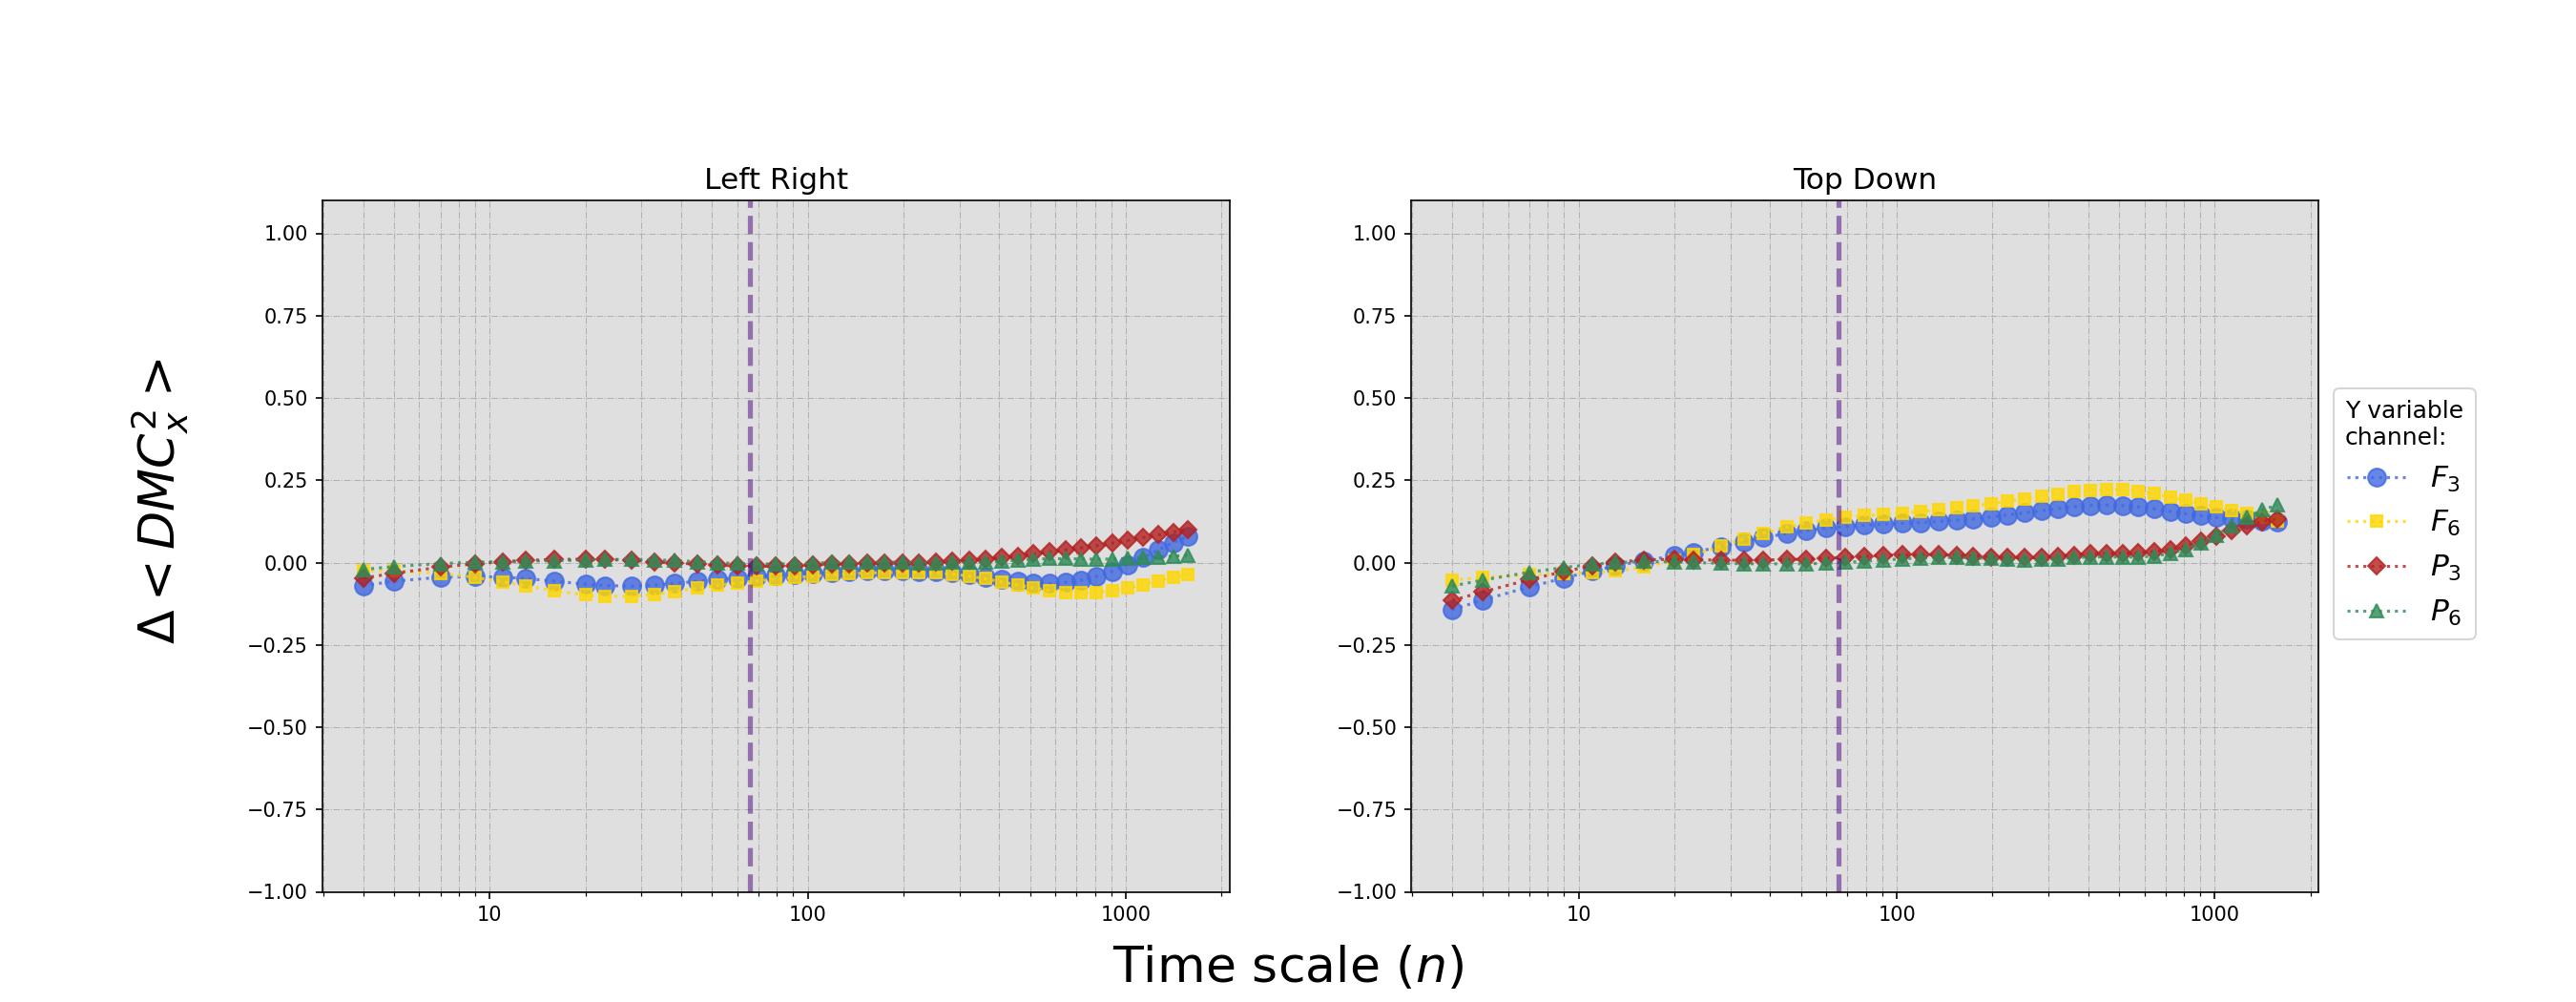 Left Right
Top Down
Δ < DMC²ₓ >
1.00
0.75
0.50
0.25
0.00
−0.25
−0.50
−0.75
−1.00
10 100 1000
1.00
0.75
0.50
0.25
0.00
−0.25
−0.50
−0.75
−1.00
10 100 1000
Y variable
channel:
F₃
F₆
P₃
P₆
Time scale (n)